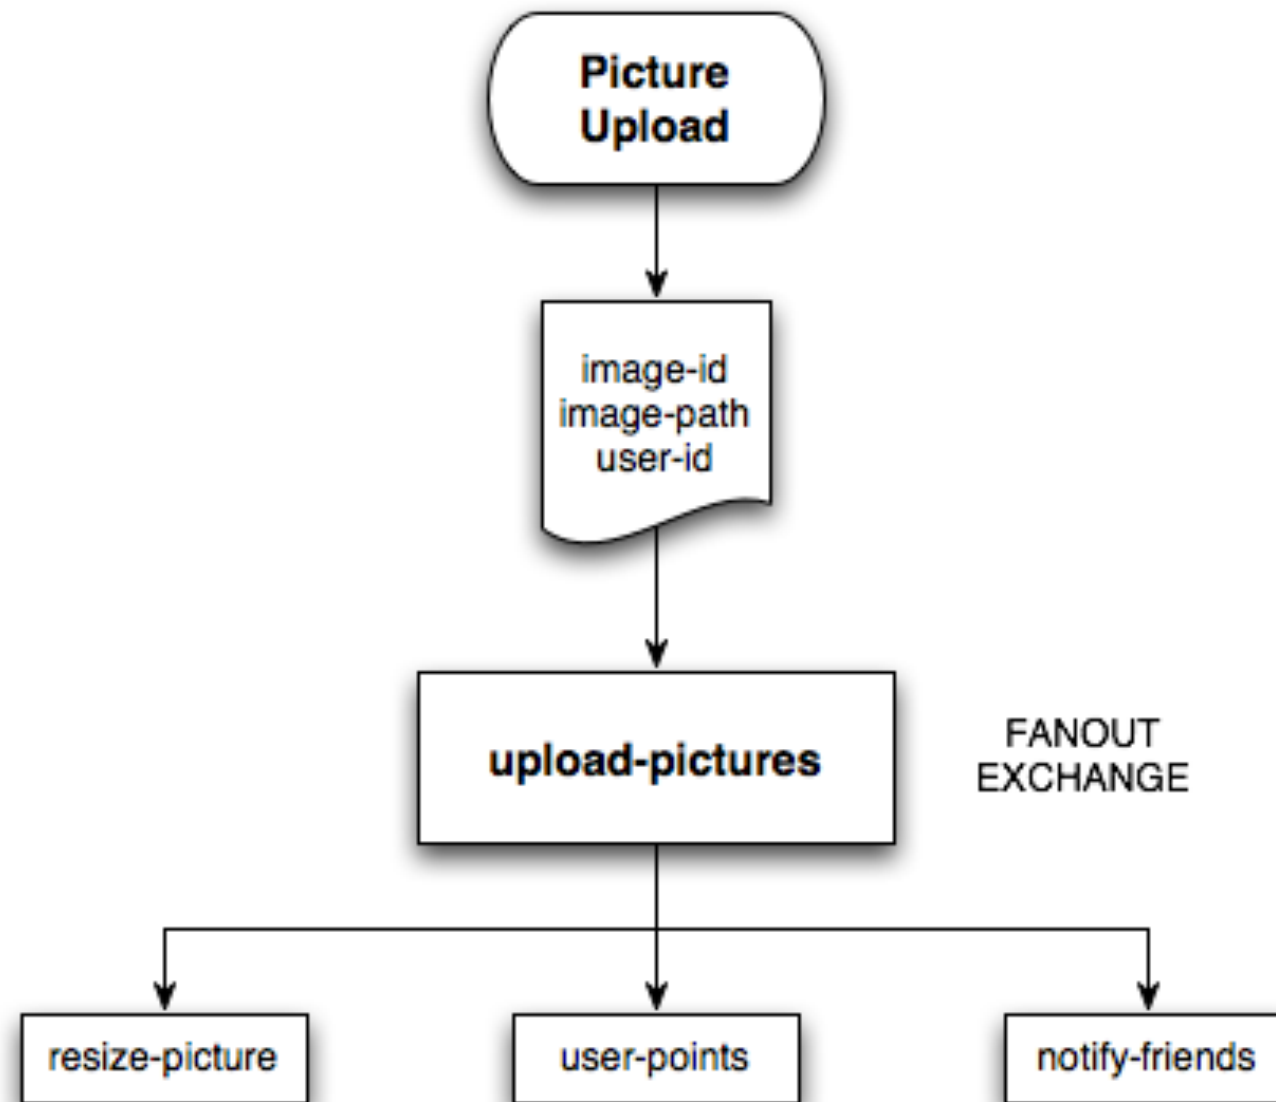 Picture
Upload
image-id
image-path
user-id
upload-pictures
FANOUT
EXCHANGE
resize-picture
user-points
notify-friends